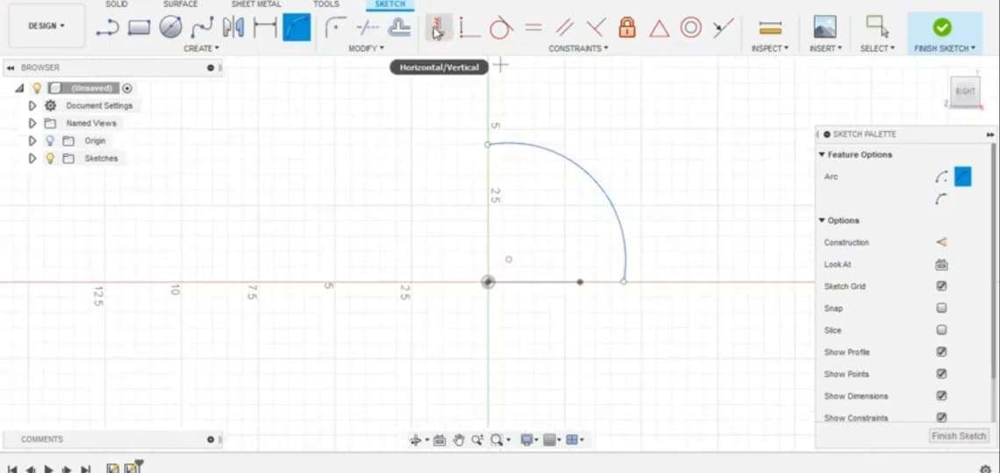 SOLID SURFACE SHEET METAL TOOLS SKETCH
DESIGN
CREATE MODIFY CONSTRAINTS INSPECT INSERT SELECT FINISH SKETCH
BROWSER
Horizontal/Vertical
(Unsaved)
RIGHT
Z
Document Settings
Named Views
Origin
Sketches
5
2.5
12.5
10
7.5
5
2.5
SKETCH PALETTE
Feature Options
Arc
Options
Construction
Look At
Sketch Grid
Snap
Slice
Show Profile
Show Points
Show Dimensions
Show Constraints
Finish Sketch
COMMENTS